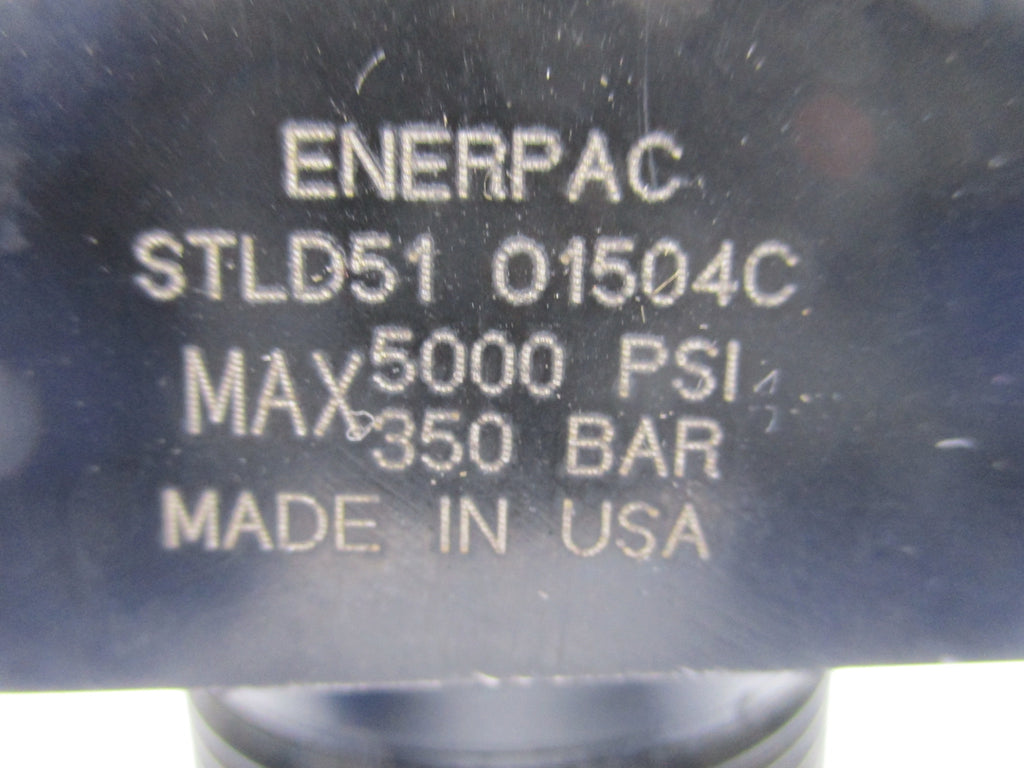 ENERPAC
STLD51 01504C
MAX 5000 PSI
350 BAR
MADE IN USA